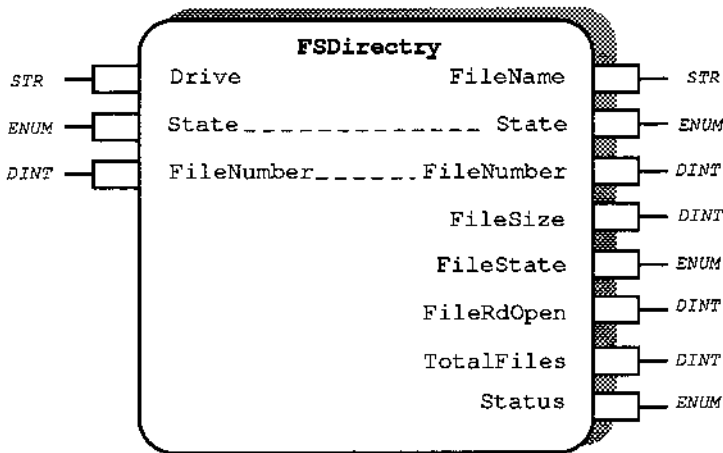 FSDirectry
STR Drive FileName STR
ENUM State State ENUM
DINT FileNumber FileNumber DINT
FileSize DINT
FileState ENUM
FileRdOpen DINT
TotalFiles DINT
Status ENUM